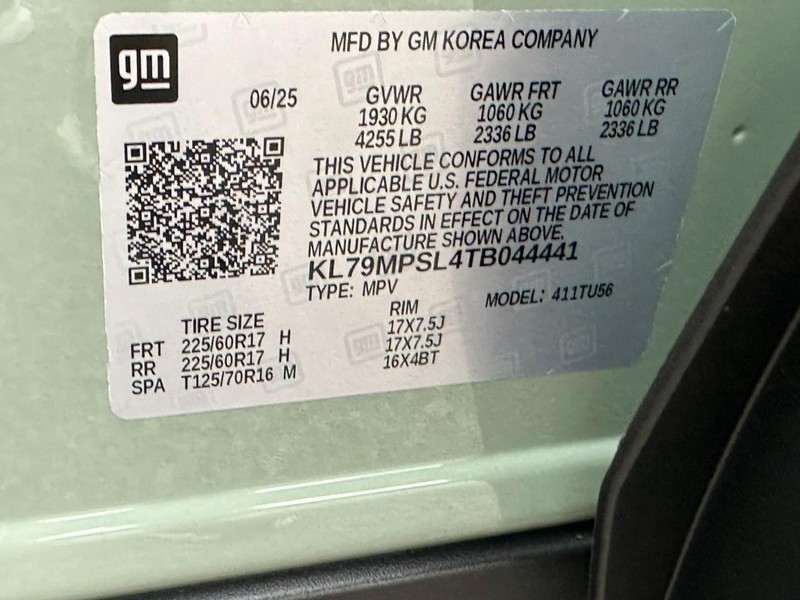 gm
MFD BY GM KOREA COMPANY
06/25 GVWR GAWR FRT GAWR RR
1930 KG 1060 KG 1060 KG
4255 LB 2336 LB 2336 LB
THIS VEHICLE CONFORMS TO ALL
APPLICABLE U.S. FEDERAL MOTOR
VEHICLE SAFETY AND THEFT PREVENTION
STANDARDS IN EFFECT ON THE DATE OF
MANUFACTURE SHOWN ABOVE.
KL79MPSL4TB044441
TYPE: MPV MODEL: 411TU56
TIRE SIZE RIM
FRT 225/60R17 H 17X7.5J
RR 225/60R17 H 17X7.5J
SPA T125/70R16 M 16X4BT